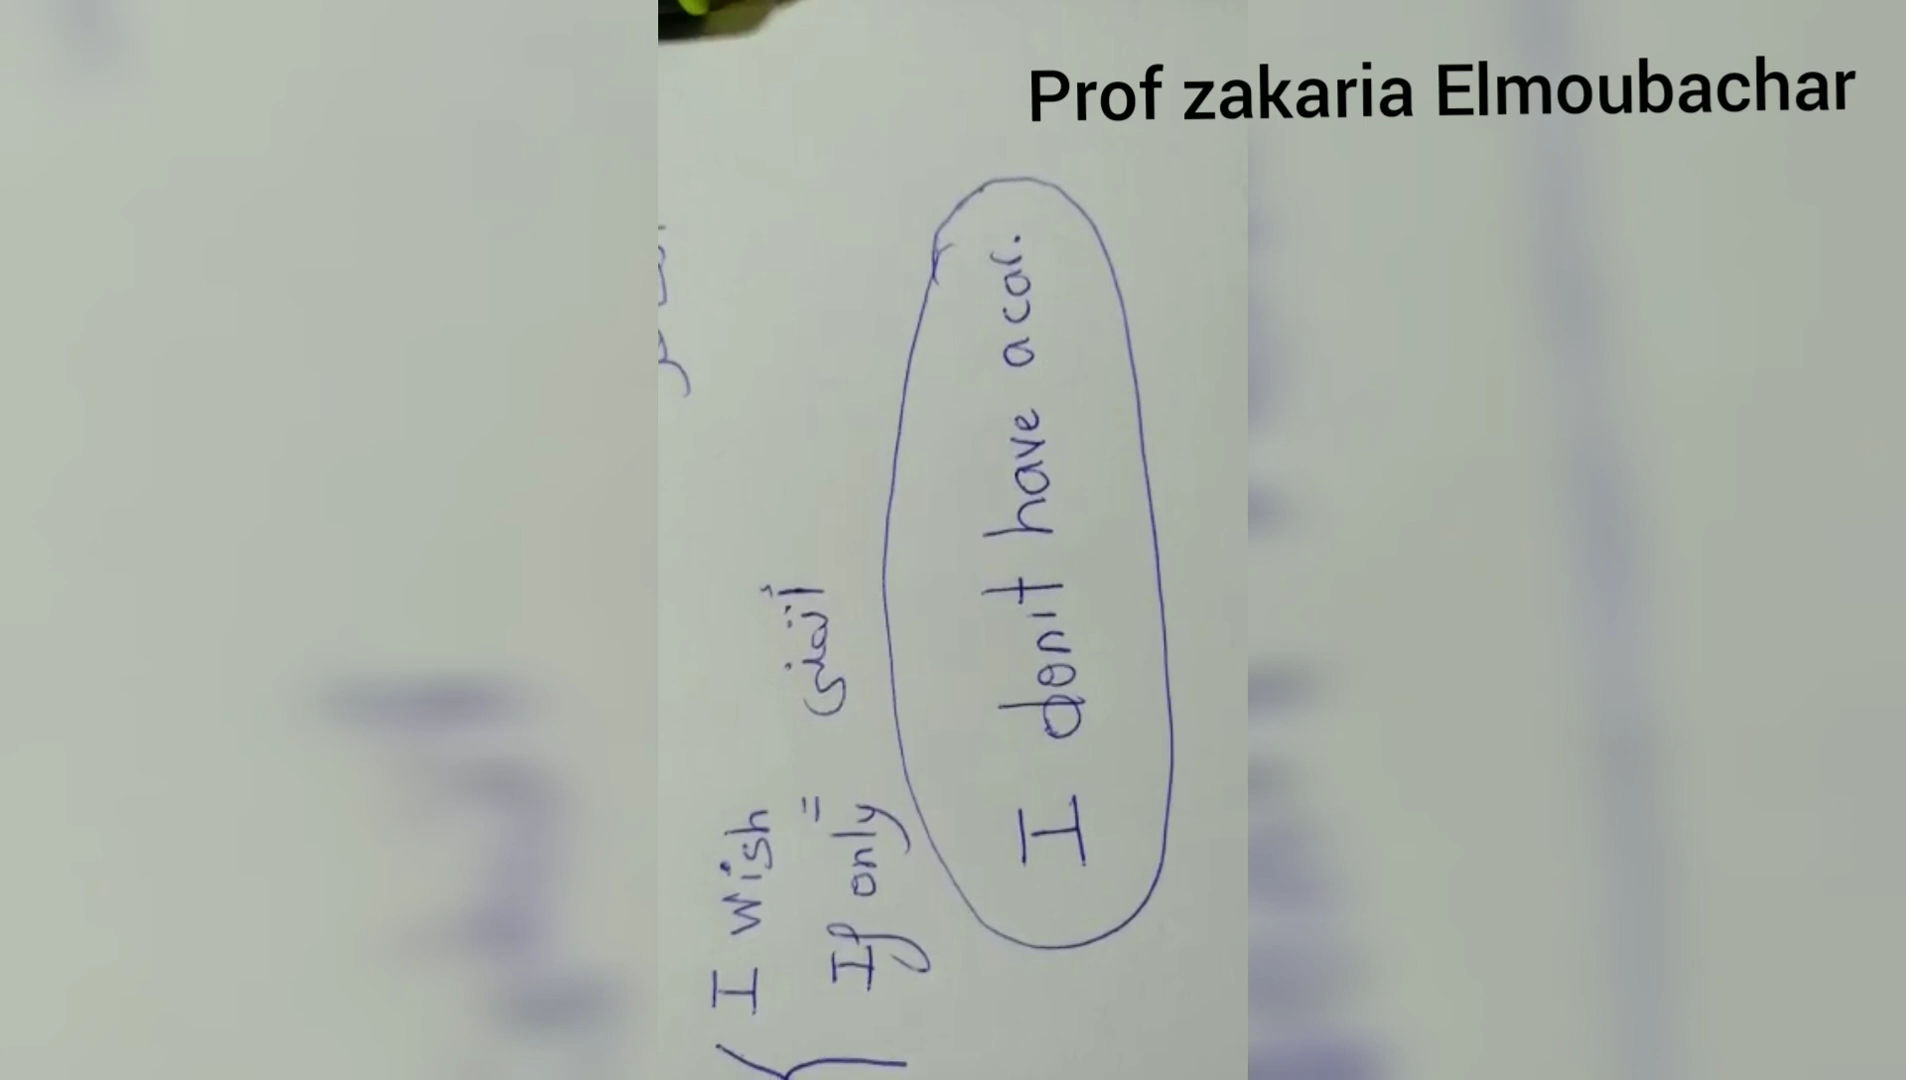 Prof zakaria Elmoubachar
I wish
If only = أتمنى
I don't have a car.